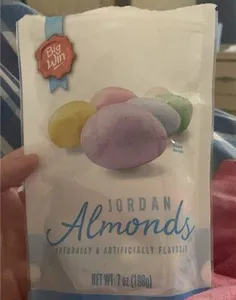 Big
Win
JORDAN
Almonds
NATURALLY & ARTIFICIALLY FLAVORED
NET WT. 7 oz (198g)